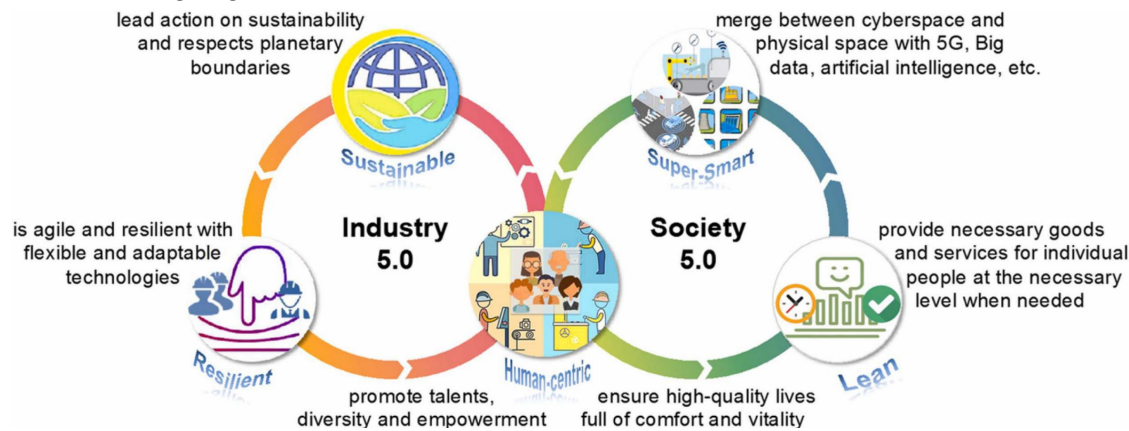 lead action on sustainability
and respects planetary
boundaries
merge between cyberspace and
physical space with 5G, Big
data, artificial intelligence, etc.
Sustainable
Super-Smart
Industry
5.0
Society
5.0
is agile and resilient with
flexible and adaptable
technologies
provide necessary goods
and services for individual
people at the necessary
level when needed
Resilient
Human-centric
Lean
promote talents,
diversity and empowerment
ensure high-quality lives
full of comfort and vitality